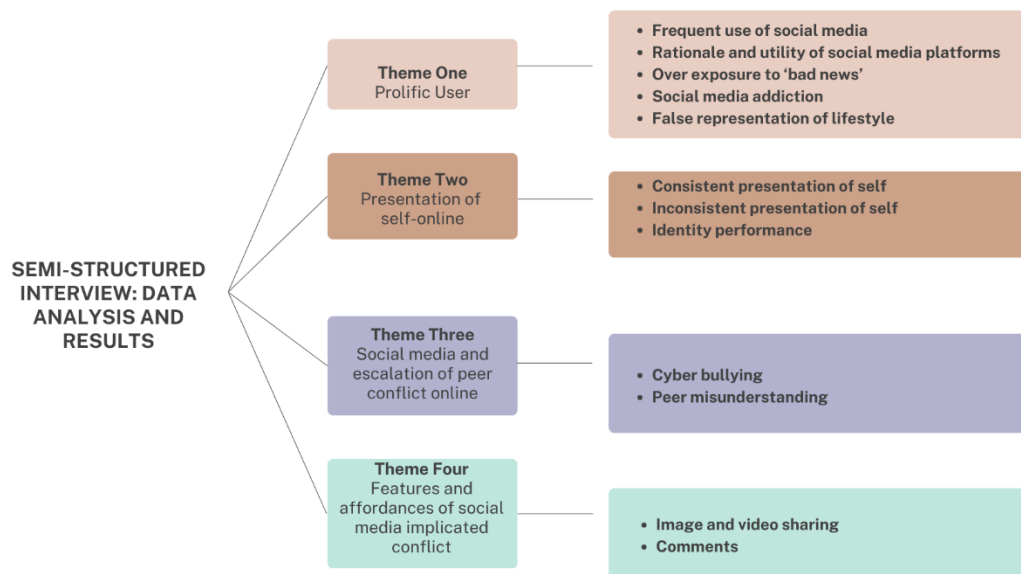 SEMI-STRUCTURED
INTERVIEW: DATA
ANALYSIS AND
RESULTS
Theme One
Prolific User
• Frequent use of social media
• Rationale and utility of social media platforms
• Over exposure to ‘bad news’
• Social media addiction
• False representation of lifestyle
Theme Two
Presentation of
self-online
• Consistent presentation of self
• Inconsistent presentation of self
• Identity performance
Theme Three
Social media and
escalation of peer
conflict online
• Cyber bullying
• Peer misunderstanding
Theme Four
Features and
affordances of social
media implicated
conflict
• Image and video sharing
• Comments